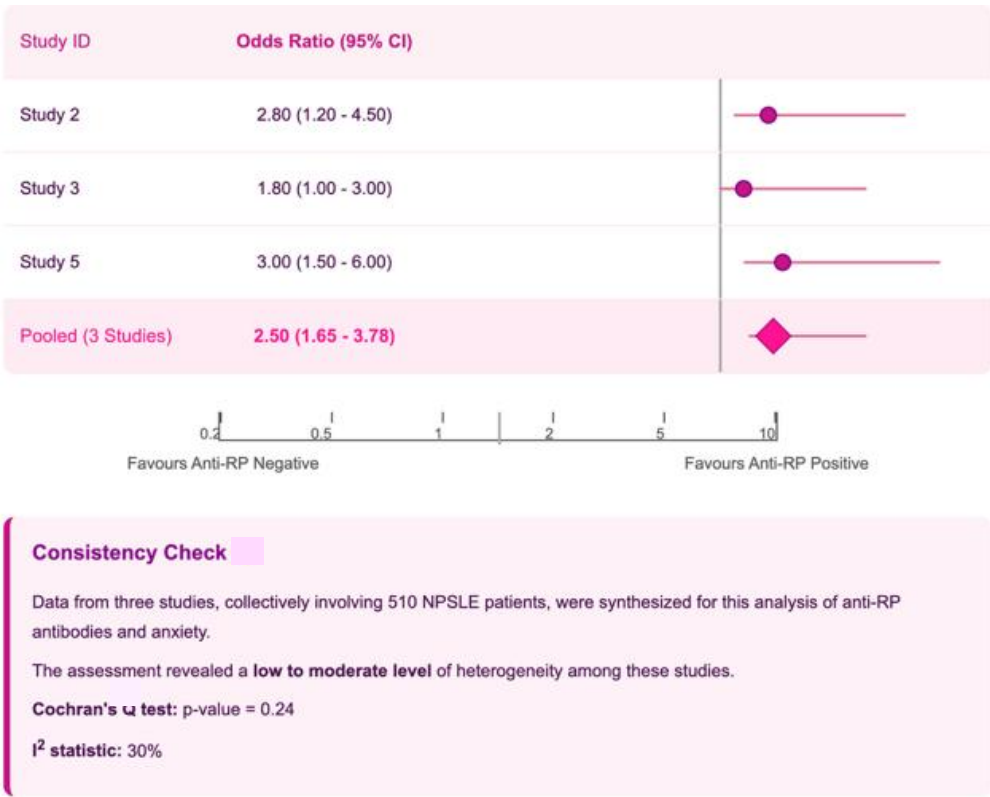 Study ID Odds Ratio (95% CI)
Study 2 2.80 (1.20 - 4.50)
Study 3 1.80 (1.00 - 3.00)
Study 5 3.00 (1.50 - 6.00)
Pooled (3 Studies) 2.50 (1.65 - 3.78)
0.2 0.5 1 2 5 10
Favours Anti-RP Negative Favours Anti-RP Positive
Consistency Check
Data from three studies, collectively involving 510 NPSLE patients, were synthesized for this analysis of anti-RP
antibodies and anxiety.
The assessment revealed a low to moderate level of heterogeneity among these studies.
Cochran's Q test: p-value = 0.24
I² statistic: 30%